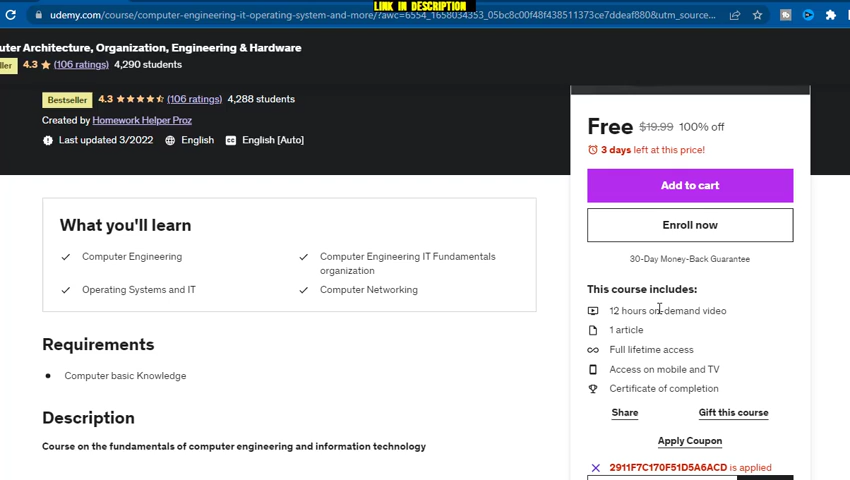 LINK IN DESCRIPTION
udemy.com/course/computer-engineering-it-operating-system-and-more/?awc=6554_1658034353_05bc8c00f48f438511373ce7ddeaf880&utm_source...
uter Architecture, Organization, Engineering & Hardware
ller 4.3 (106 ratings) 4,290 students
Bestseller 4.3 (106 ratings) 4,288 students
Created by Homework Helper Proz
Last updated 3/2022 English English [Auto]
What you'll learn
Computer Engineering
Computer Engineering IT Fundamentals
organization
Operating Systems and IT
Computer Networking
Requirements
Computer basic Knowledge
Description
Course on the fundamentals of computer engineering and information technology
Free $19.99 100% off
3 days left at this price!
Add to cart
Enroll now
30-Day Money-Back Guarantee
This course includes:
12 hours on-demand video
1 article
Full lifetime access
Access on mobile and TV
Certificate of completion
Share Gift this course
Apply Coupon
2911F7C170F51D5A6ACD is applied